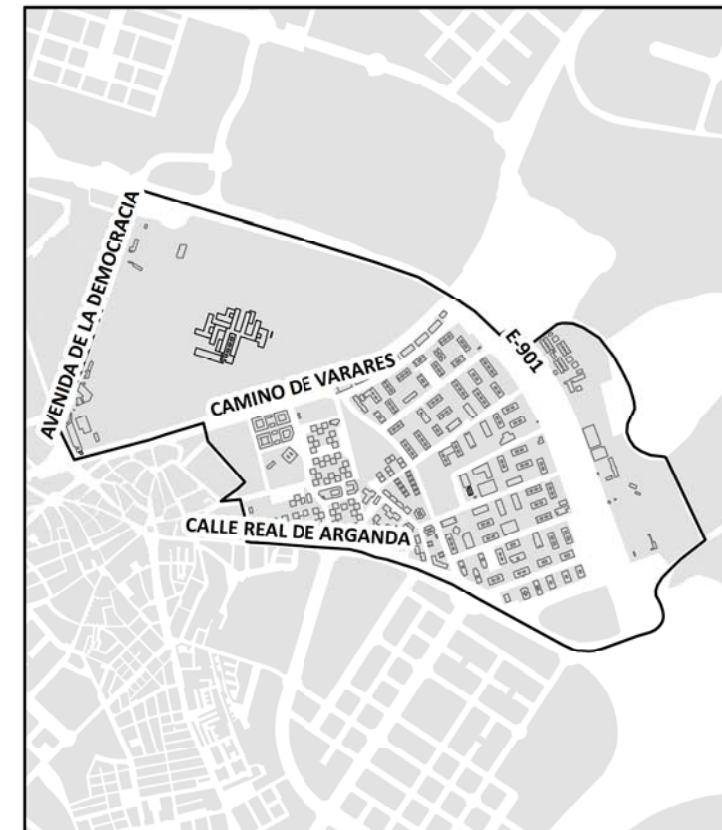 AVENIDA DE LA DEMOCRACIA
E-901
CAMINO DE VARARES
CALLE REAL DE ARGANDA